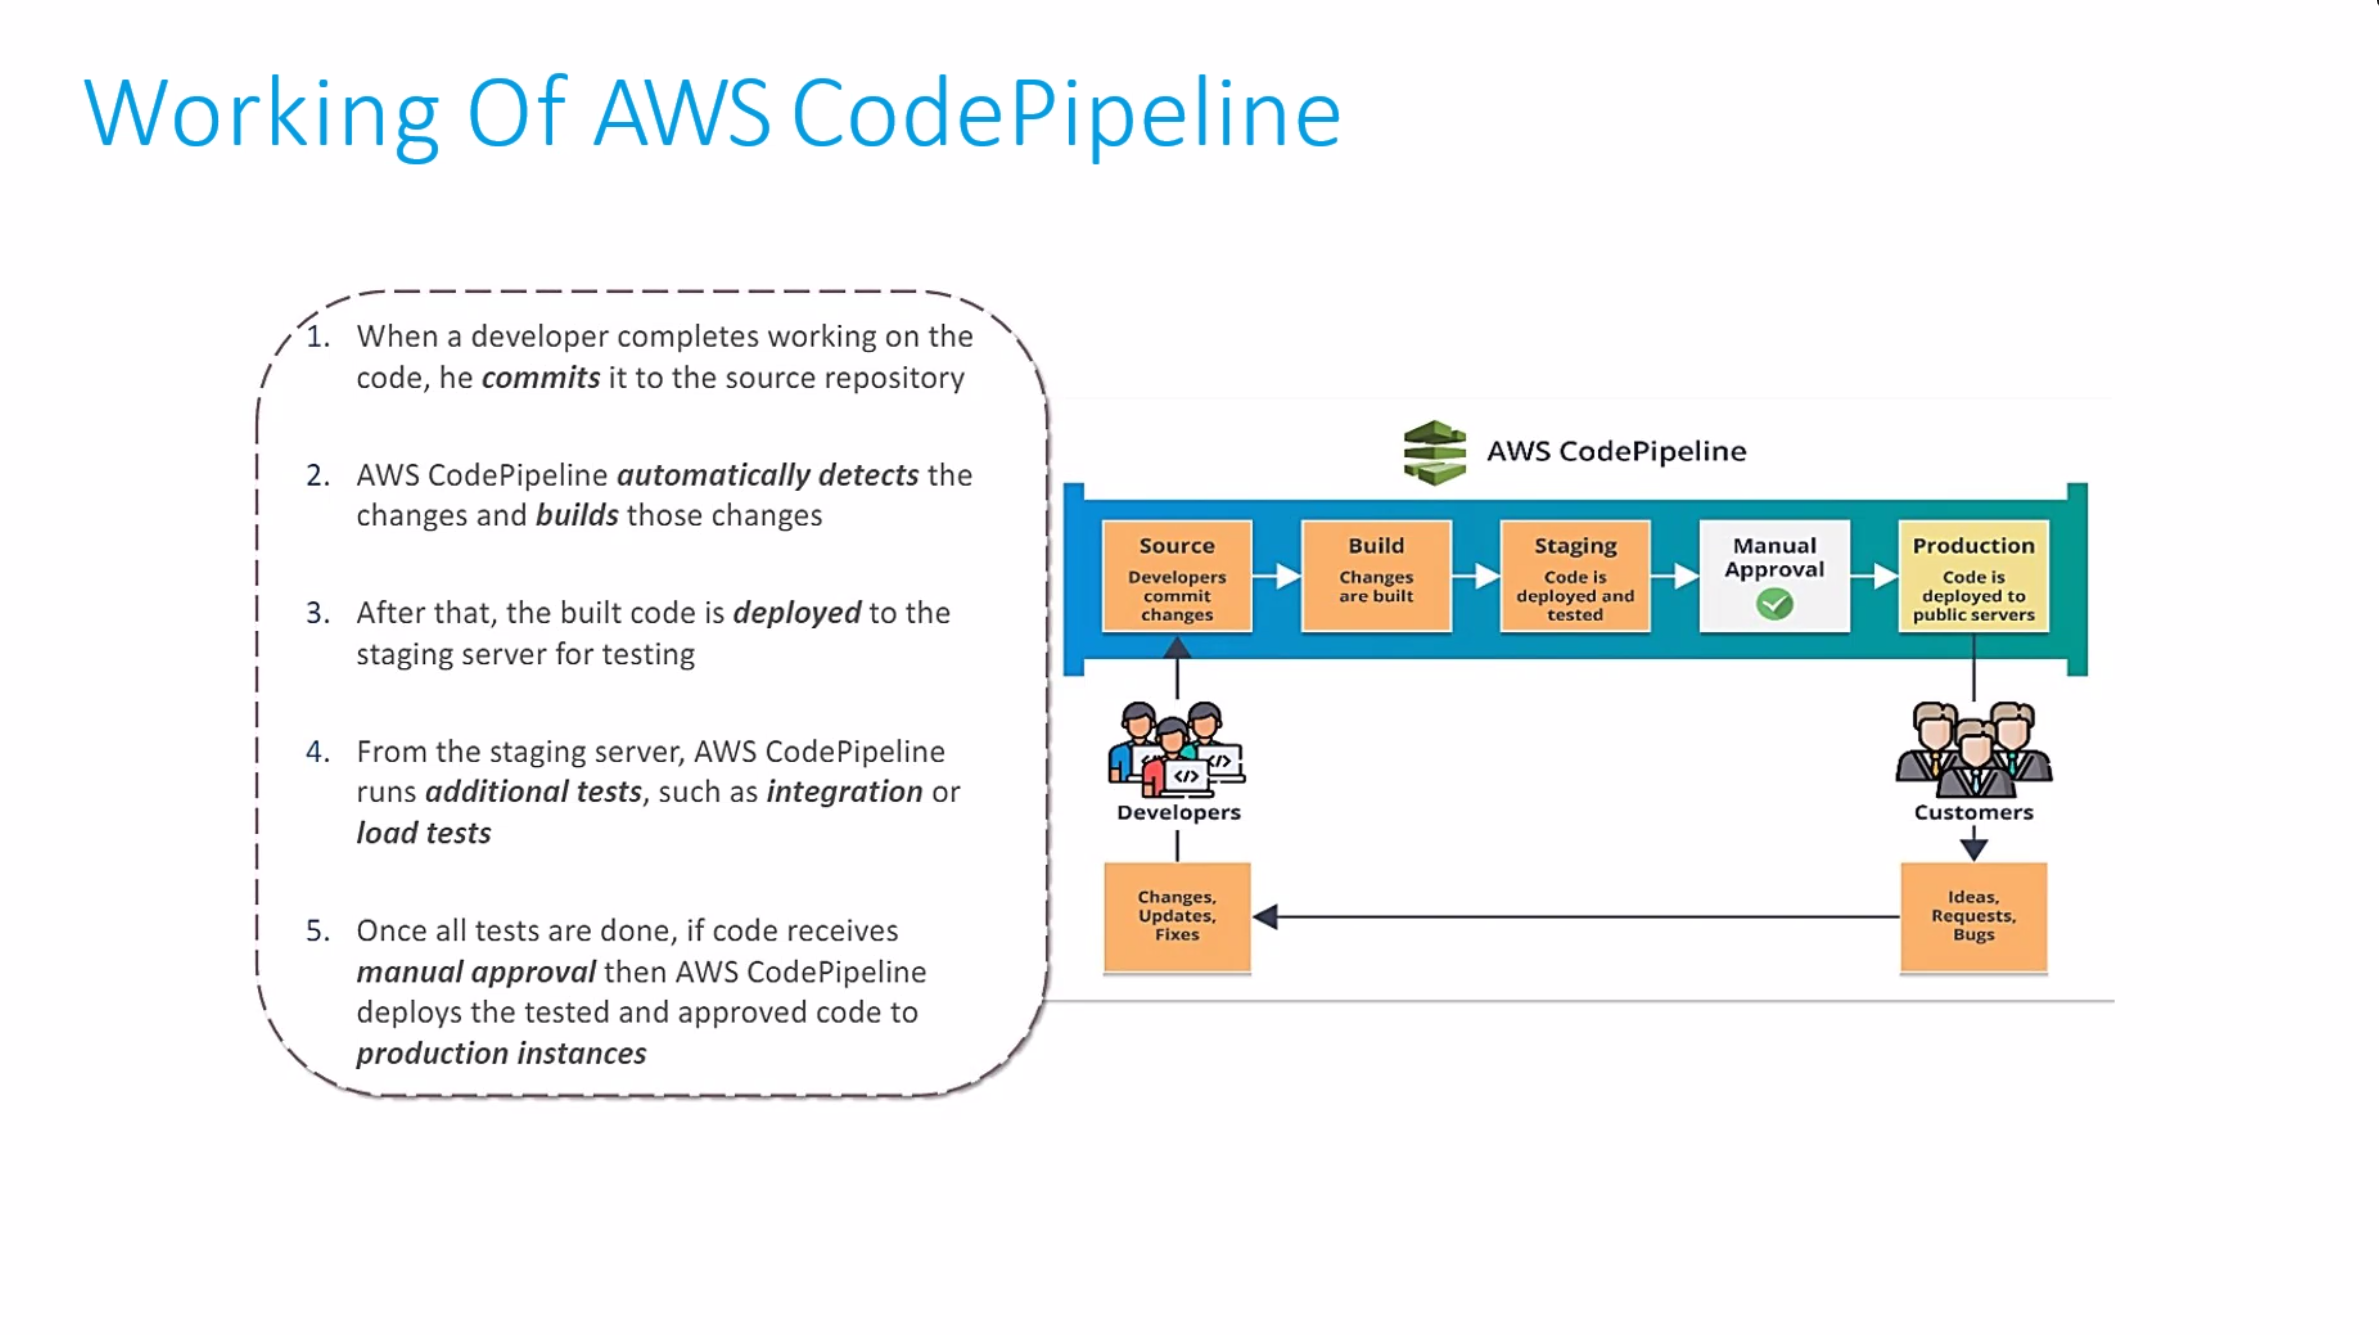 Working Of AWS CodePipeline
1. When a developer completes working on the
code, he commits it to the source repository
2. AWS CodePipeline automatically detects the
changes and builds those changes
3. After that, the built code is deployed to the
staging server for testing
4. From the staging server, AWS CodePipeline
runs additional tests, such as integration or
load tests
5. Once all tests are done, if code receives
manual approval then AWS CodePipeline
deploys the tested and approved code to
production instances
AWS CodePipeline
Source
Developers
commit
changes
Build
Changes
are built
Staging
Code is
deployed and
tested
Manual
Approval
Production
Code is
deployed to
public servers
</>
</>
Developers
Customers
Changes,
Updates,
Fixes
Ideas,
Requests,
Bugs